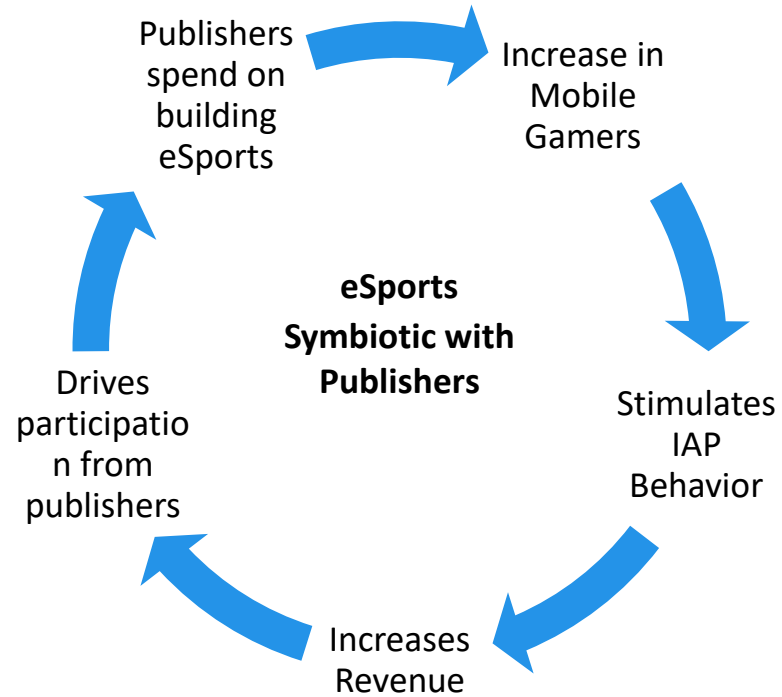 Publishers
spend on
building
eSports
Increase in
Mobile
Gamers
eSports
Symbiotic with
Publishers
Stimulates
IAP
Behavior
Drives
participatio
n from
publishers
Increases
Revenue